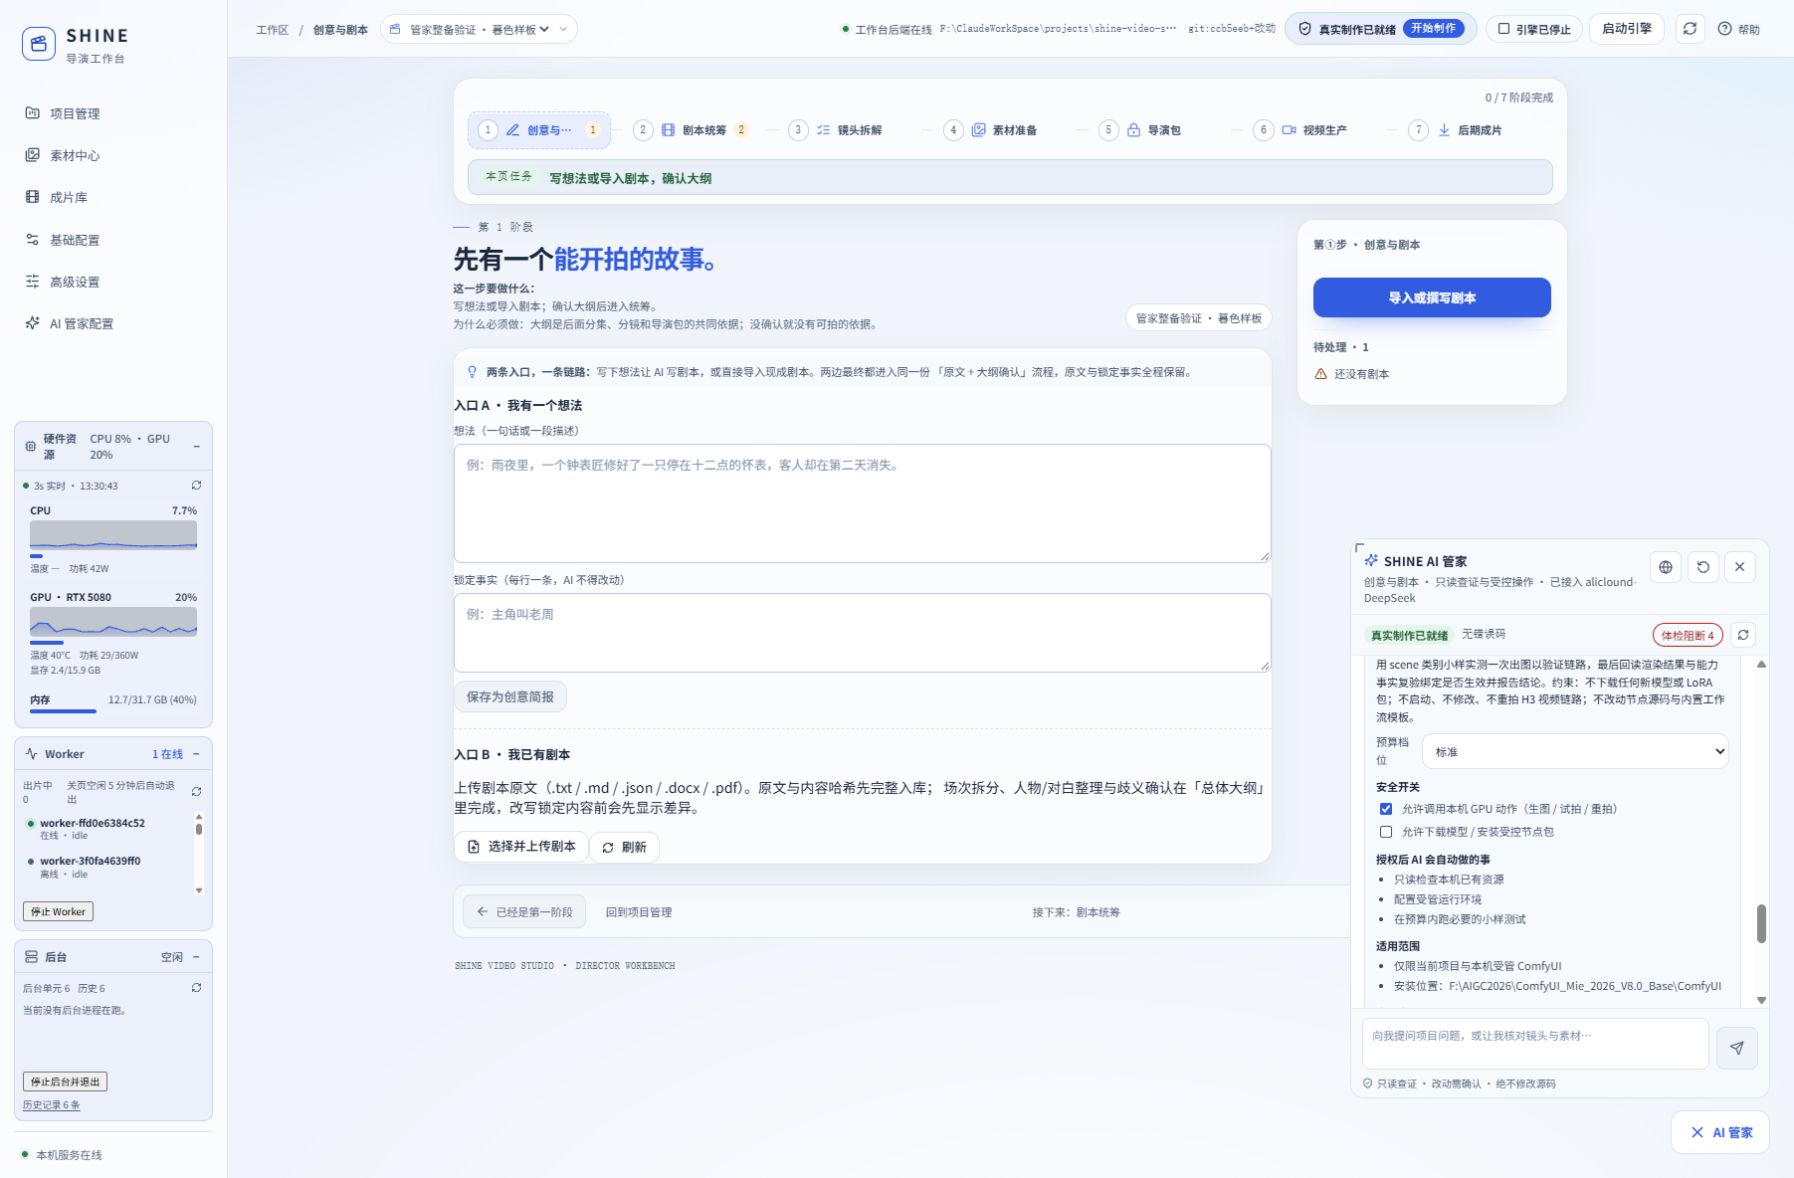 SHINE
导演工作台
项目管理
素材中心
成片库
基础配置
高级设置
AI 管家配置
硬件资源
CPU 8% · GPU 20%
3s 实时 · 13:30:43
CPU 7.7%
温度 — 功耗 42W
GPU · RTX 5080 20%
温度 40°C 功耗 29/360W
显存 2.4/15.9 GB
内存 12.7/31.7 GB (40%)
Worker 1 在线
出片中 0
关页空闲 5 分钟后自动退出
worker-ffd0e6384c52
在线 · idle
worker-3f0fa4639ff0
离线 · idle
停止 Worker
后台 空闲
后台单元 6 历史 6
当前没有后台进程在跑。
停止后台并退出
历史记录 6 条
本机服务在线
工作区 / 创意与剧本
管家整备验证 · 暮色样板
工作台后端在线 F:\ClaudeWorkSpace\projects\shine-video-s… git:ccb5eeb+改动
真实制作已就绪 开始制作
引擎已停止
启动引擎
帮助
0 / 7 阶段完成
1 创意与… 1
2 剧本统筹 2
3 镜头拆解
4 素材准备
5 导演包
6 视频生产
7 后期成片
本页任务 写想法或导入剧本，确认大纲
第 1 阶段
先有一个能开拍的故事。
这一步要做什么：
写想法或导入剧本；确认大纲后进入统筹。
为什么必须做：大纲是后面分集、分镜和导演包的共同依据；没确认就没有可拍的依据。
管家整备验证 · 暮色样板
两条入口，一条链路：写下想法让 AI 写剧本，或直接导入现成剧本。两边最终都进入同一份「原文 + 大纲确认」流程，原文与锁定事实全程保留。
入口 A · 我有一个想法
想法（一句话或一段描述）
例：雨夜里，一个钟表匠修好了一只停在十二点的怀表，客人却在第二天消失。
锁定事实（每行一条，AI 不得改动）
例：主角叫老周
保存为创意简报
入口 B · 我已有剧本
上传剧本原文（.txt / .md / .json / .docx / .pdf）。原文与内容哈希先完整入库； 场次拆分、人物/对白整理与歧义确认在「总体大纲」
里完成，改写锁定内容前会先显示差异。
选择并上传剧本
刷新
已经是第一阶段
回到项目管理
接下来：剧本统筹
SHINE VIDEO STUDIO · DIRECTOR WORKBENCH
第①步 · 创意与剧本
导入或撰写剧本
待处理 · 1
还没有剧本
SHINE AI 管家
创意与剧本 · 只读查证与受控操作 · 已接入 aliclound-
DeepSeek
真实制作已就绪 无错误码
体检阻断 4
用 scene 类别小样实测一次出图以验证链路，最后回读渲染结果与能力
事实复验绑定是否生效并报告结论。约束：不下载任何新模型或 LoRA
包；不启动、不修改、不重拍 H3 视频链路；不改动节点源码与内置工作
流模板。
预算档位
标准
安全开关
允许调用本机 GPU 动作（生图 / 试拍 / 重拍）
允许下载模型 / 安装受控节点包
授权后 AI 会自动做的事
只读检查本机已有资源
配置受管运行环境
在预算内跑必要的小样测试
适用范围
仅限当前项目与本机受管 ComfyUI
安装位置：F:\AIGC2026\ComfyUI_Mie_2026_V8.0_Base\ComfyUI
向我提问项目问题，或让我核对镜头与素材…
只读查证 · 改动需确认 · 绝不修改源码
AI 管家